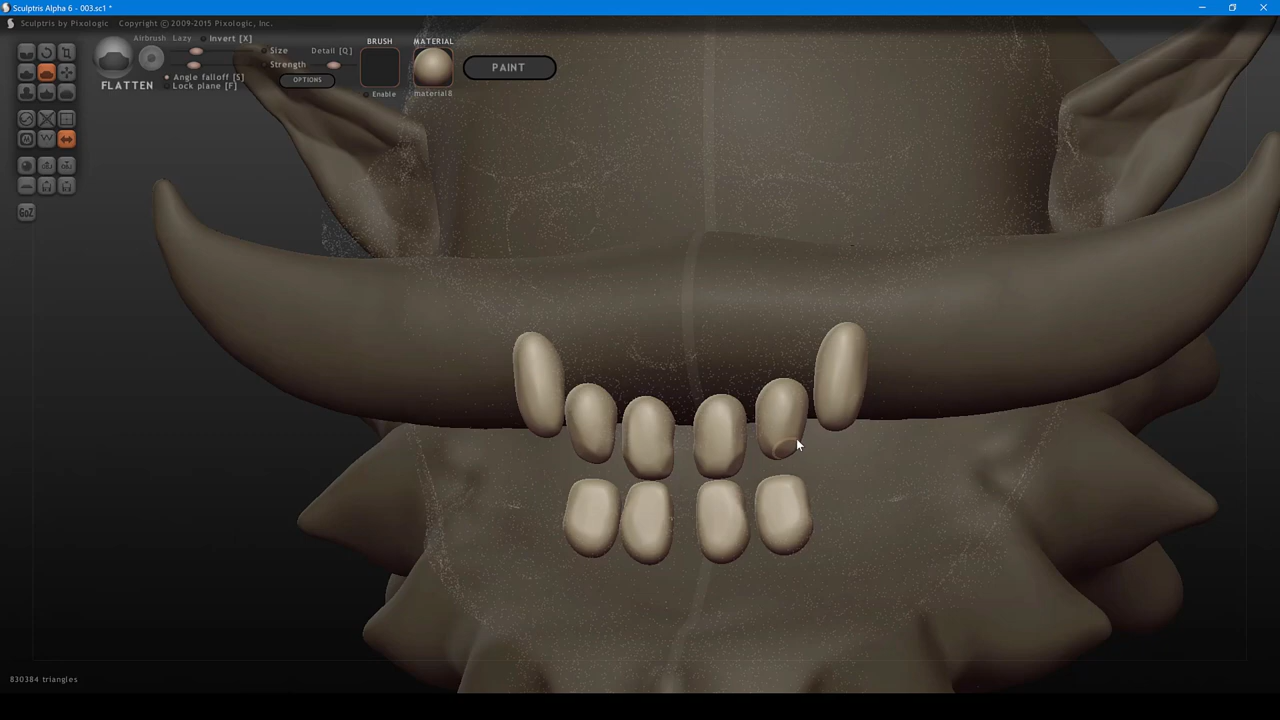 Sculptris Alpha 6 - 003.sc1 *
Sculptris by Pixologic Copyright © 2009-2015 Pixologic, Inc.
Airbrush Lazy Invert [X]
Size Detail [Q]
Strength
Angle falloff [S]
Lock plane [F]
OPTIONS
FLATTEN
BRUSH
Enable
MATERIAL
material8
PAINT
GoZ
830384 triangles